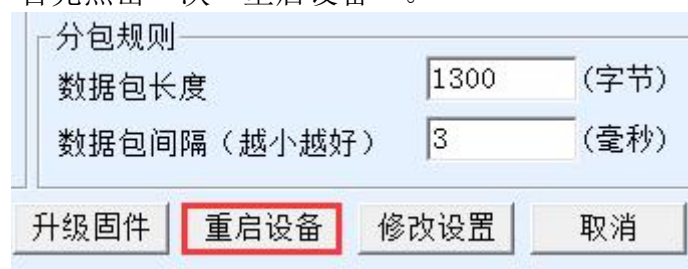 分包规则
数据包长度 1300 (字节)
数据包间隔（越小越好） 3 (毫秒)
升级固件 重启设备 修改设置 取消